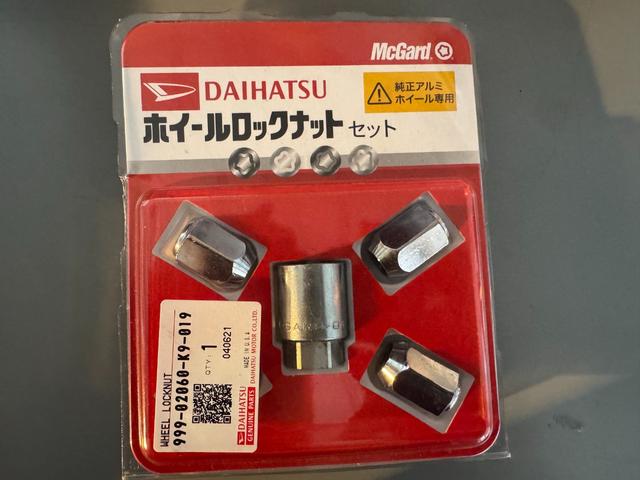 McGard
DAIHATSU
純正アルミ
ホイール専用
ホイールロックナット セット
WHEEL LOCKNUT
999-02060-K9-019
QTY: 1
MADE IN U.S.A
040621
DAIHATSU
GENUINE PARTS DAIHATSU MOTOR CO.,LTD.